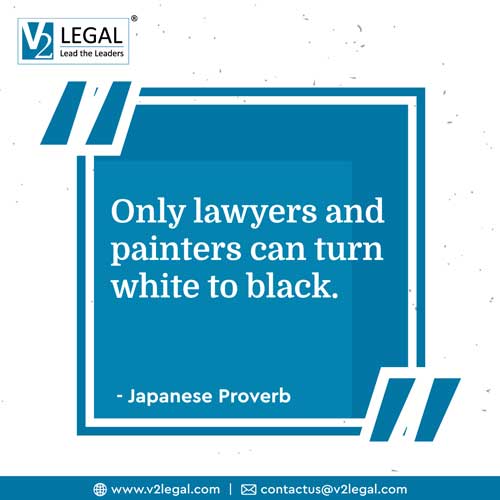 V2 LEGAL®
Lead the Leaders
Only lawyers and
painters can turn
white to black.
- Japanese Proverb
www.v2legal.com | contactus@v2legal.com